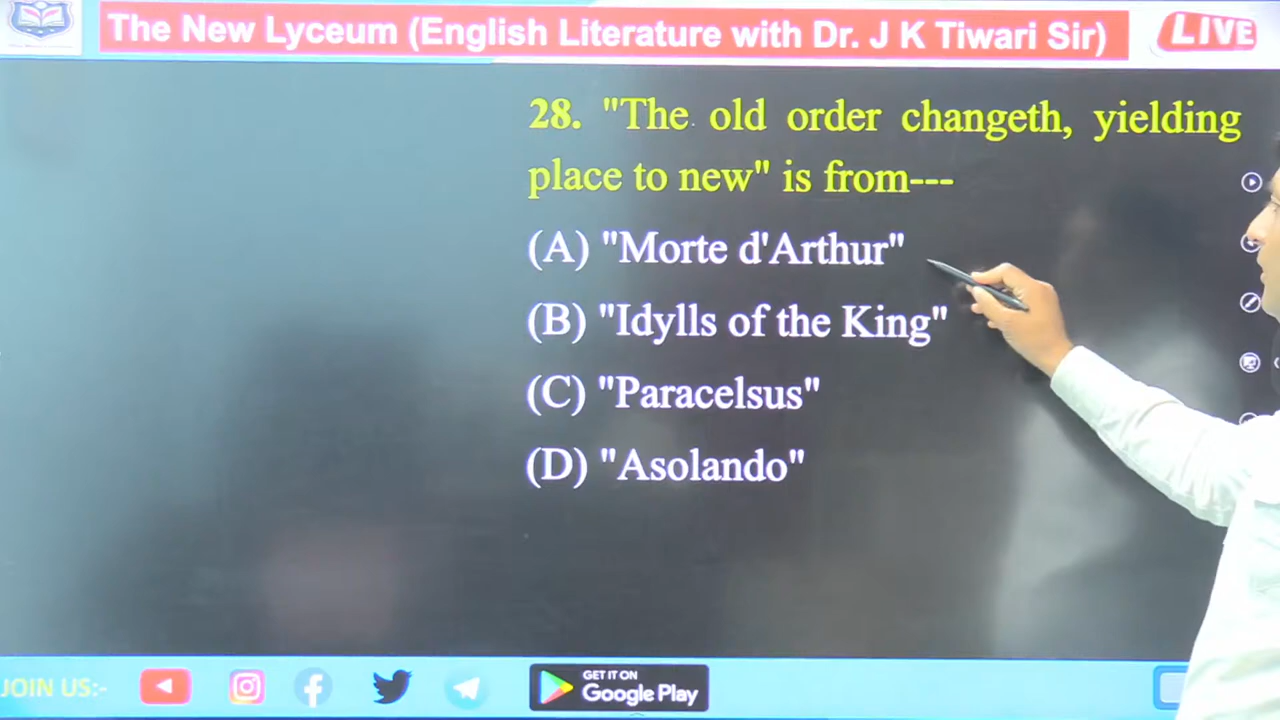 The New Lyceum (English Literature with Dr. J K Tiwari Sir)
LIVE
28. "The old order changeth, yielding
place to new" is from---
(A) "Morte d'Arthur"
(B) "Idylls of the King"
(C) "Paracelsus"
(D) "Asolando"
JOIN US:-
GET IT ON
Google Play